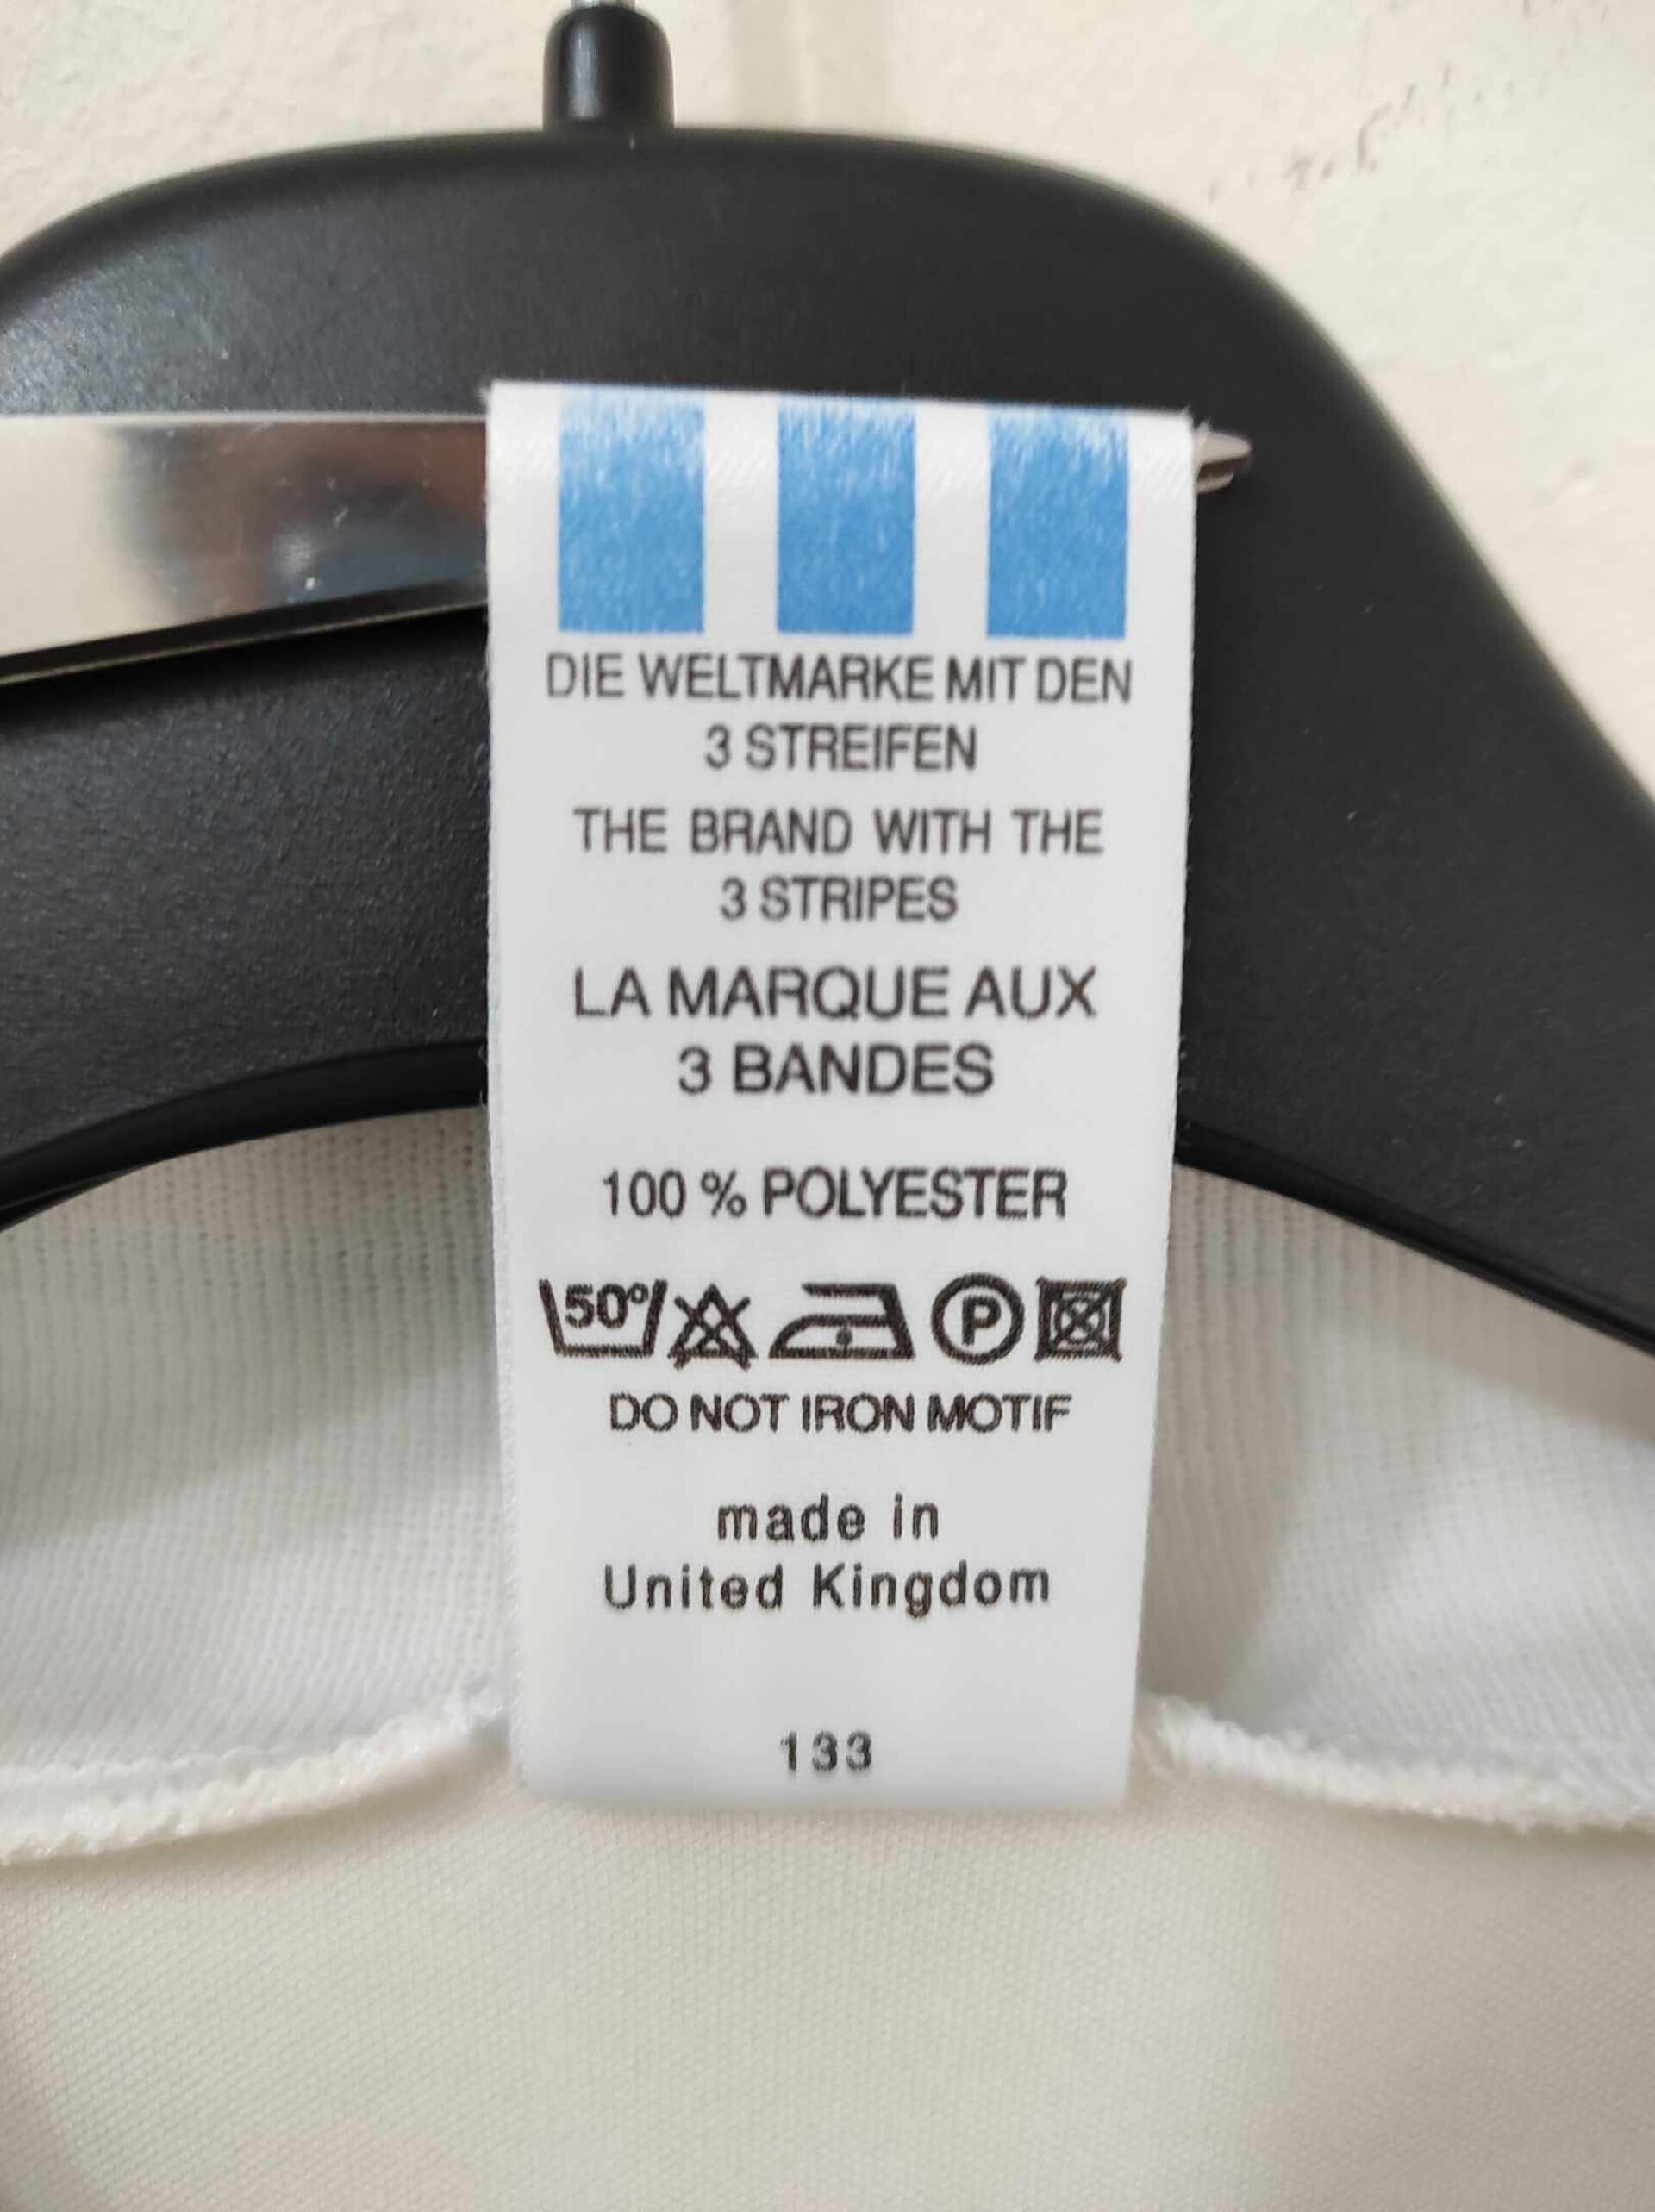 DIE WELTMARKE MIT DEN
3 STREIFEN
THE BRAND WITH THE
3 STRIPES
LA MARQUE AUX
3 BANDES
100 % POLYESTER
50° P
DO NOT IRON MOTIF
made in
United Kingdom
133